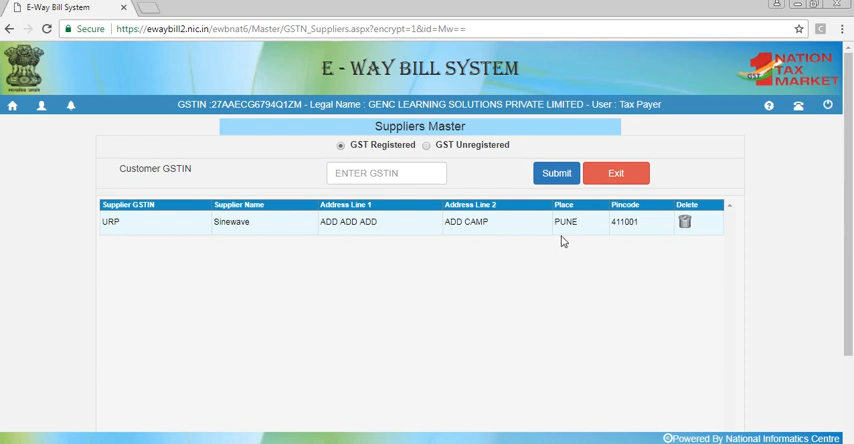 E-Way Bill System
Secure https://ewaybill2.nic.in/ewbnat6/Master/GSTN_Suppliers.aspx?encrypt=1&id=Mw==
E - WAY BILL SYSTEM
NATION
TAX
MARKET
GST
GSTIN :27AAECG6794Q1ZM - Legal Name : GENC LEARNING SOLUTIONS PRIVATE LIMITED - User : Tax Payer
Suppliers Master
GST Registered GST Unregistered
Customer GSTIN ENTER GSTIN Submit Exit
Supplier GSTIN Supplier Name Address Line 1 Address Line 2 Place Pincode Delete
URP Sinewave ADD ADD ADD ADD CAMP PUNE 411001
Powered By National Informatics Centre